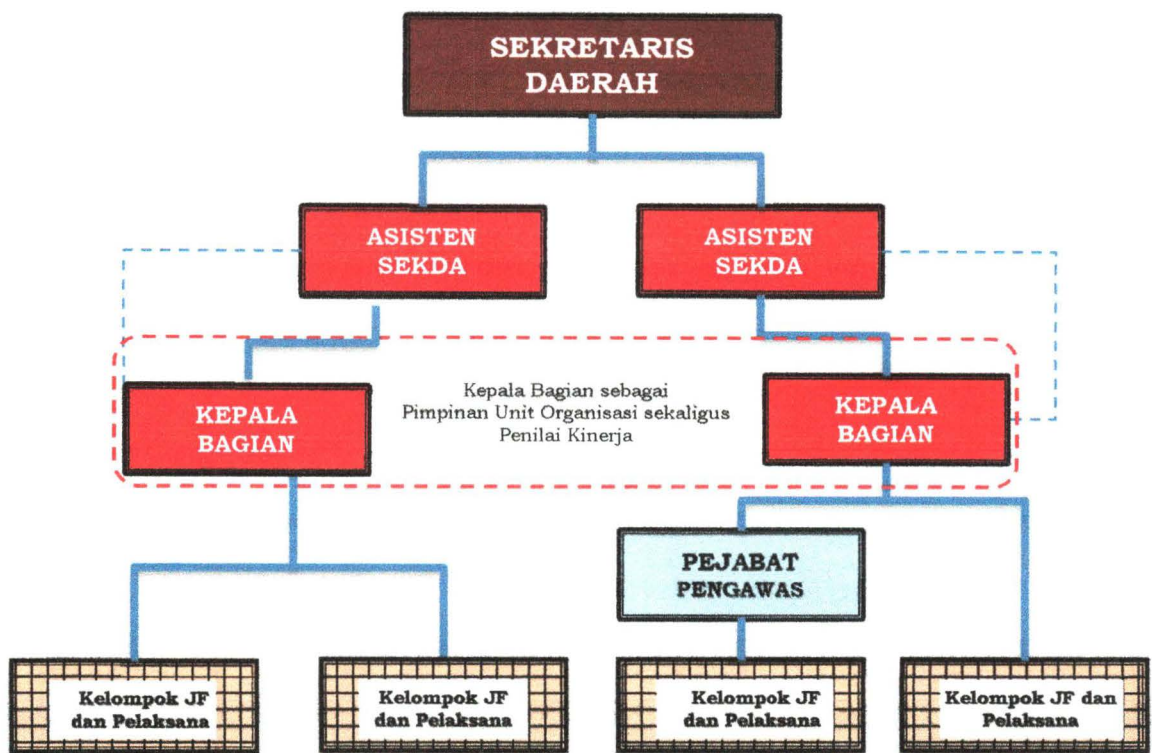 SEKRETARIS
DAERAH
ASISTEN
SEKDA
ASISTEN
SEKDA
KEPALA
BAGIAN
Kepala Bagian sebagai
Pimpinan Unit Organisasi sekaligus
Penilai Kinerja
KEPALA
BAGIAN
PEJABAT
PENGAWAS
Kelompok JF
dan Pelaksana
Kelompok JF
dan Pelaksana
Kelompok JF
dan Pelaksana
Kelompok JF dan
Pelaksana